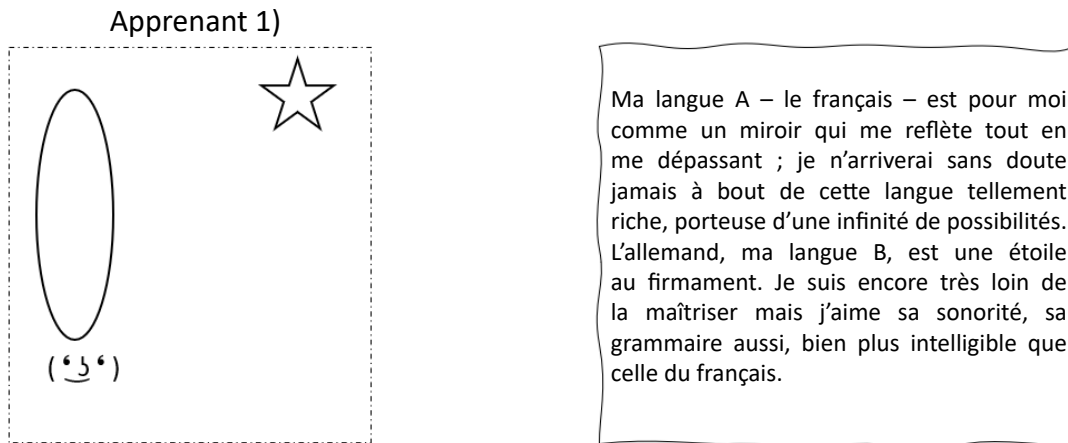 Apprenant 1)
( ❛ ͜ʖ ❛ )
Ma langue A – le français – est pour moi
comme un miroir qui me reflète tout en
me dépassant ; je n’arriverai sans doute
jamais à bout de cette langue tellement
riche, porteuse d’une infinité de possibilités.
L’allemand, ma langue B, est une étoile
au firmament. Je suis encore très loin de
la maîtriser mais j’aime sa sonorité, sa
grammaire aussi, bien plus intelligible que
celle du français.